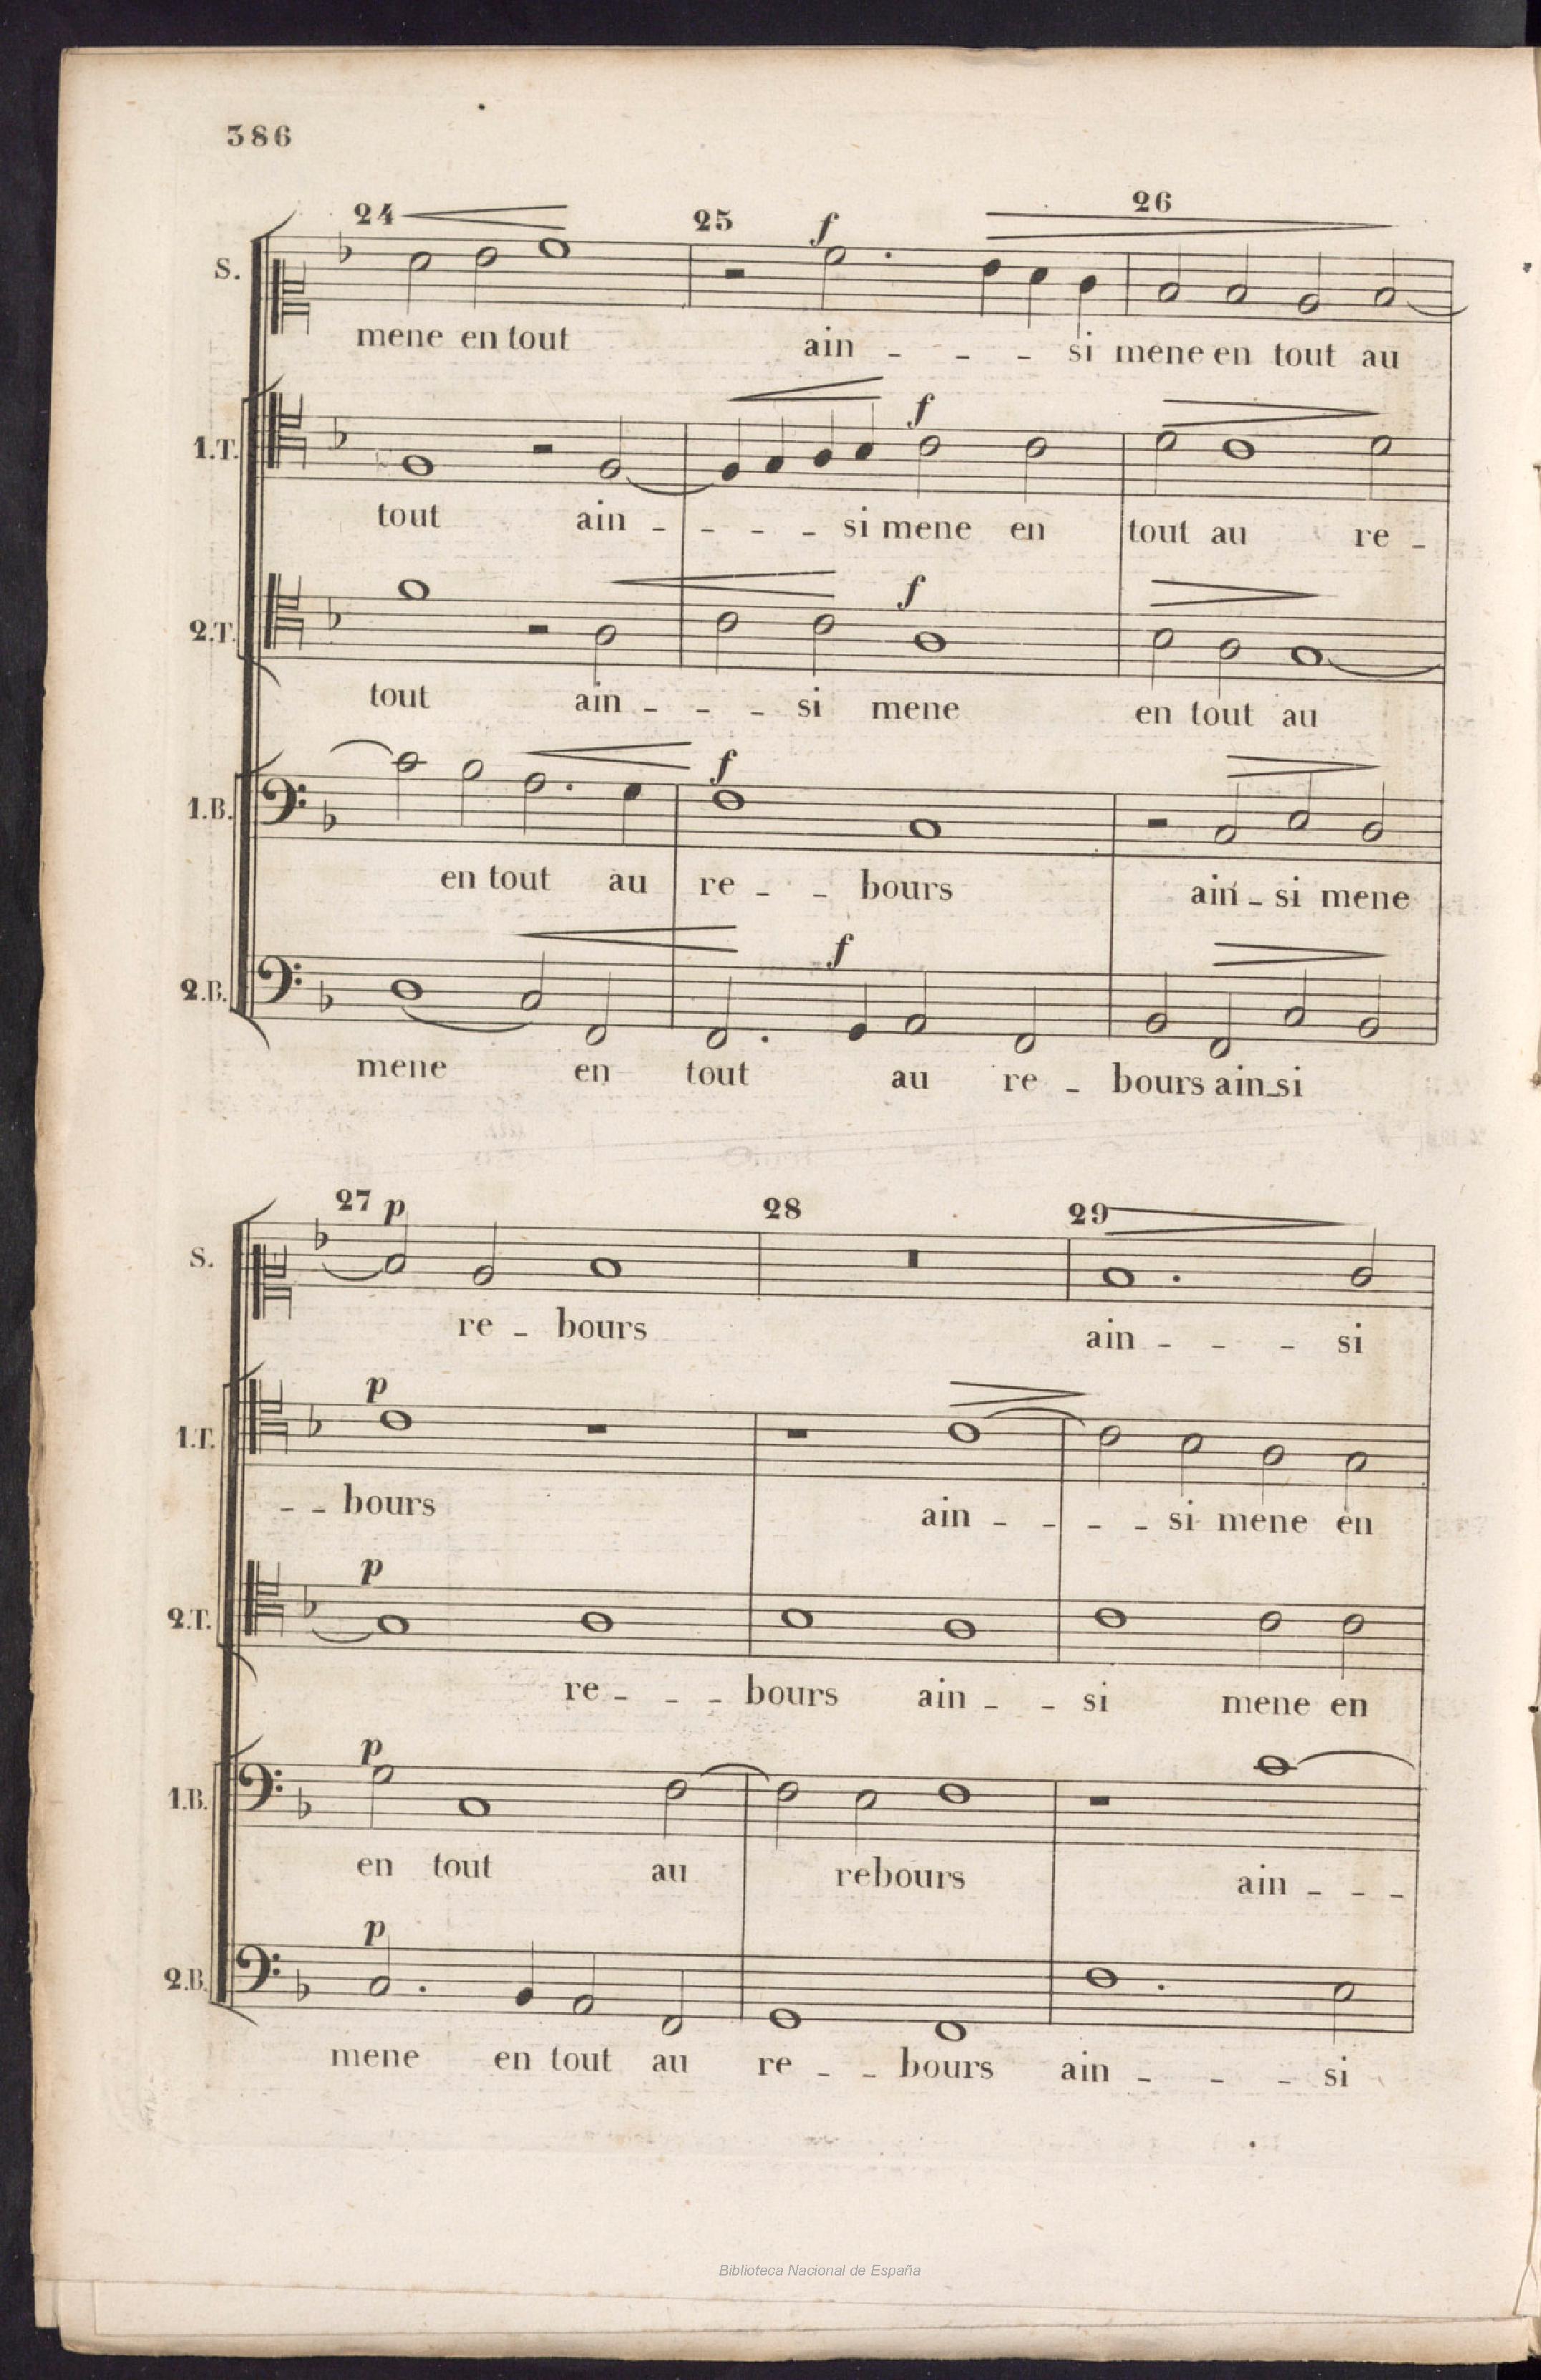 386
24 25 f 26
S.
mene en tout ain - - - si mene en tout au
f
1.T.
tout ain - - - - si mene en tout au re -
f
2.T.
tout ain - - - si mene en tout au
f
1.B.
en tout au re - - bours ain - si mene
f
2.B.
mene en tout au re - bours ain - si
27 p 28 29
S.
re - bours ain - - - si
p
1.T.
- - bours ain - - - - si mene en
p
2.T.
re - - - bours ain - - si mene en
p
1.B.
en tout au rebours ain - - -
p
2.B.
mene en tout au re - - bours ain - - - si
Biblioteca Nacional de España